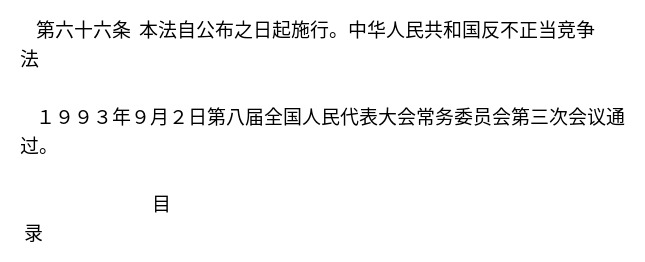 第六十六条 本法自公布之日起施行。中华人民共和国反不正当竞争
法
１９９３年９月２日第八届全国人民代表大会常务委员会第三次会议通
过。
目
录